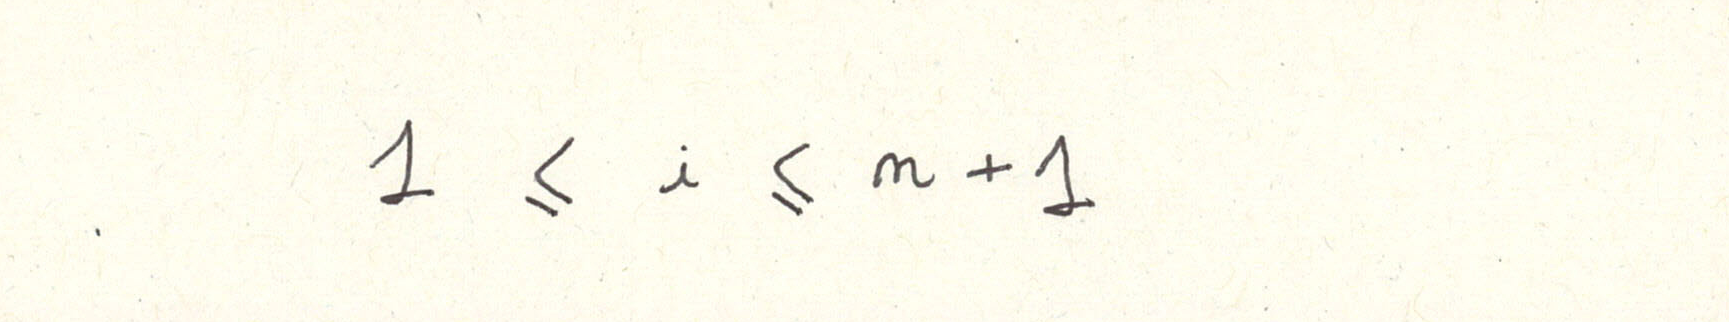 1 ⩽ i ⩽ n + 1